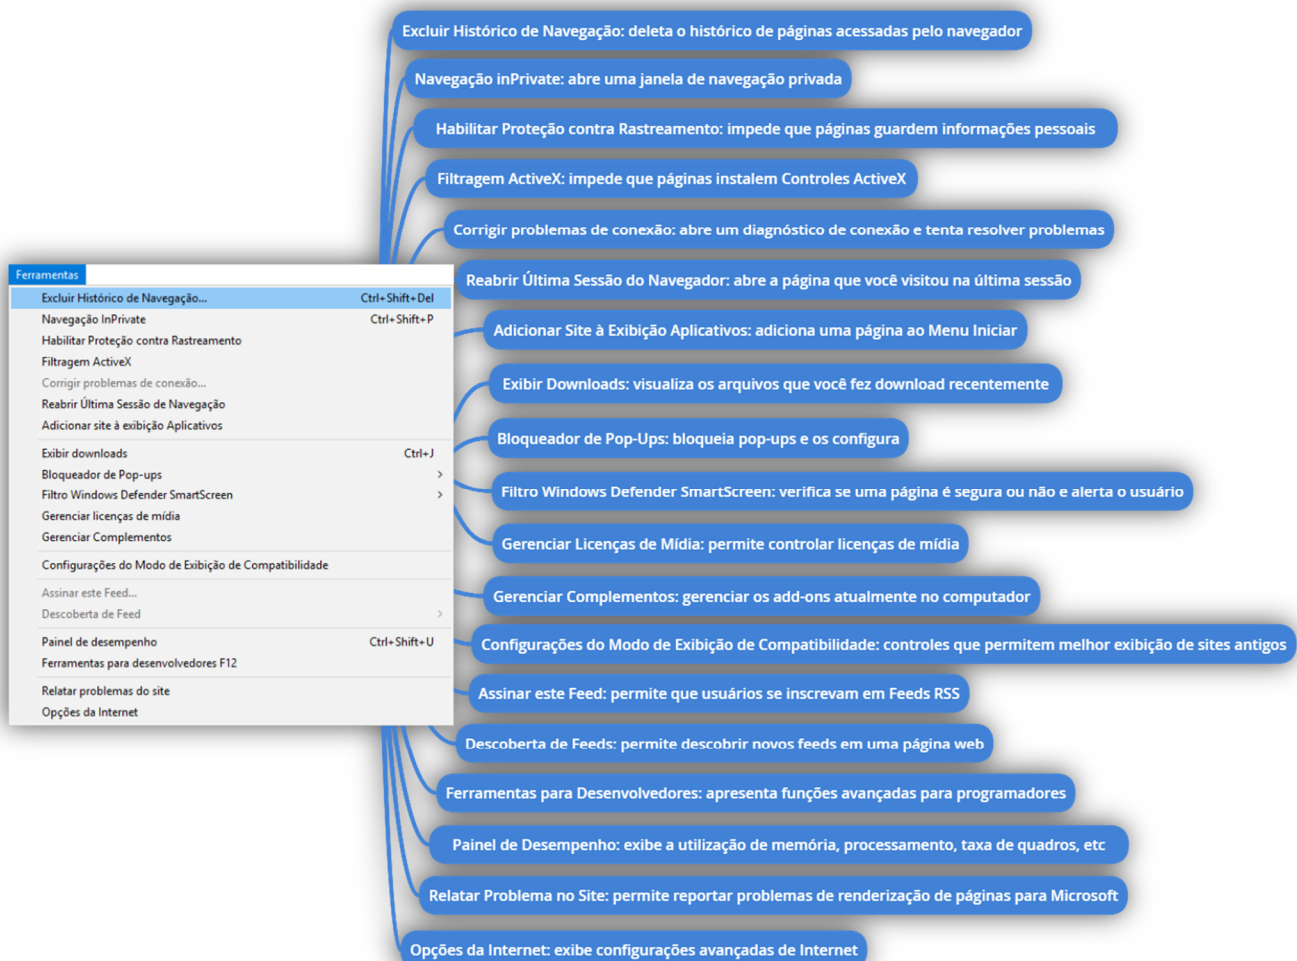 Excluir Histórico de Navegação: deleta o histórico de páginas acessadas pelo navegador
Navegação inPrivate: abre uma janela de navegação privada
Habilitar Proteção contra Rastreamento: impede que páginas guardem informações pessoais
Filtragem ActiveX: impede que páginas instalem Controles ActiveX
Corrigir problemas de conexão: abre um diagnóstico de conexão e tenta resolver problemas
Reabrir Última Sessão do Navegador: abre a página que você visitou na última sessão
Adicionar Site à Exibição Aplicativos: adiciona uma página ao Menu Iniciar
Exibir Downloads: visualiza os arquivos que você fez download recentemente
Bloqueador de Pop-Ups: bloqueia pop-ups e os configura
Filtro Windows Defender SmartScreen: verifica se uma página é segura ou não e alerta o usuário
Gerenciar Licenças de Mídia: permite controlar licenças de mídia
Gerenciar Complementos: gerenciar os add-ons atualmente no computador
Configurações do Modo de Exibição de Compatibilidade: controles que permitem melhor exibição de sites antigos
Assinar este Feed: permite que usuários se inscrevam em Feeds RSS
Descoberta de Feeds: permite descobrir novos feeds em uma página web
Ferramentas para Desenvolvedores: apresenta funções avançadas para programadores
Painel de Desempenho: exibe a utilização de memória, processamento, taxa de quadros, etc
Relatar Problema no Site: permite reportar problemas de renderização de páginas para Microsoft
Opções da Internet: exibe configurações avançadas de Internet
Ferramentas
Excluir Histórico de Navegação... Ctrl+Shift+Del
Navegação InPrivate Ctrl+Shift+P
Habilitar Proteção contra Rastreamento
Filtragem ActiveX
Corrigir problemas de conexão...
Reabrir Última Sessão de Navegação
Adicionar site à exibição Aplicativos
Exibir downloads Ctrl+J
Bloqueador de Pop-ups >
Filtro Windows Defender SmartScreen >
Gerenciar licenças de mídia
Gerenciar Complementos
Configurações do Modo de Exibição de Compatibilidade
Assinar este Feed...
Descoberta de Feed >
Painel de desempenho Ctrl+Shift+U
Ferramentas para desenvolvedores F12
Relatar problemas do site
Opções da Internet